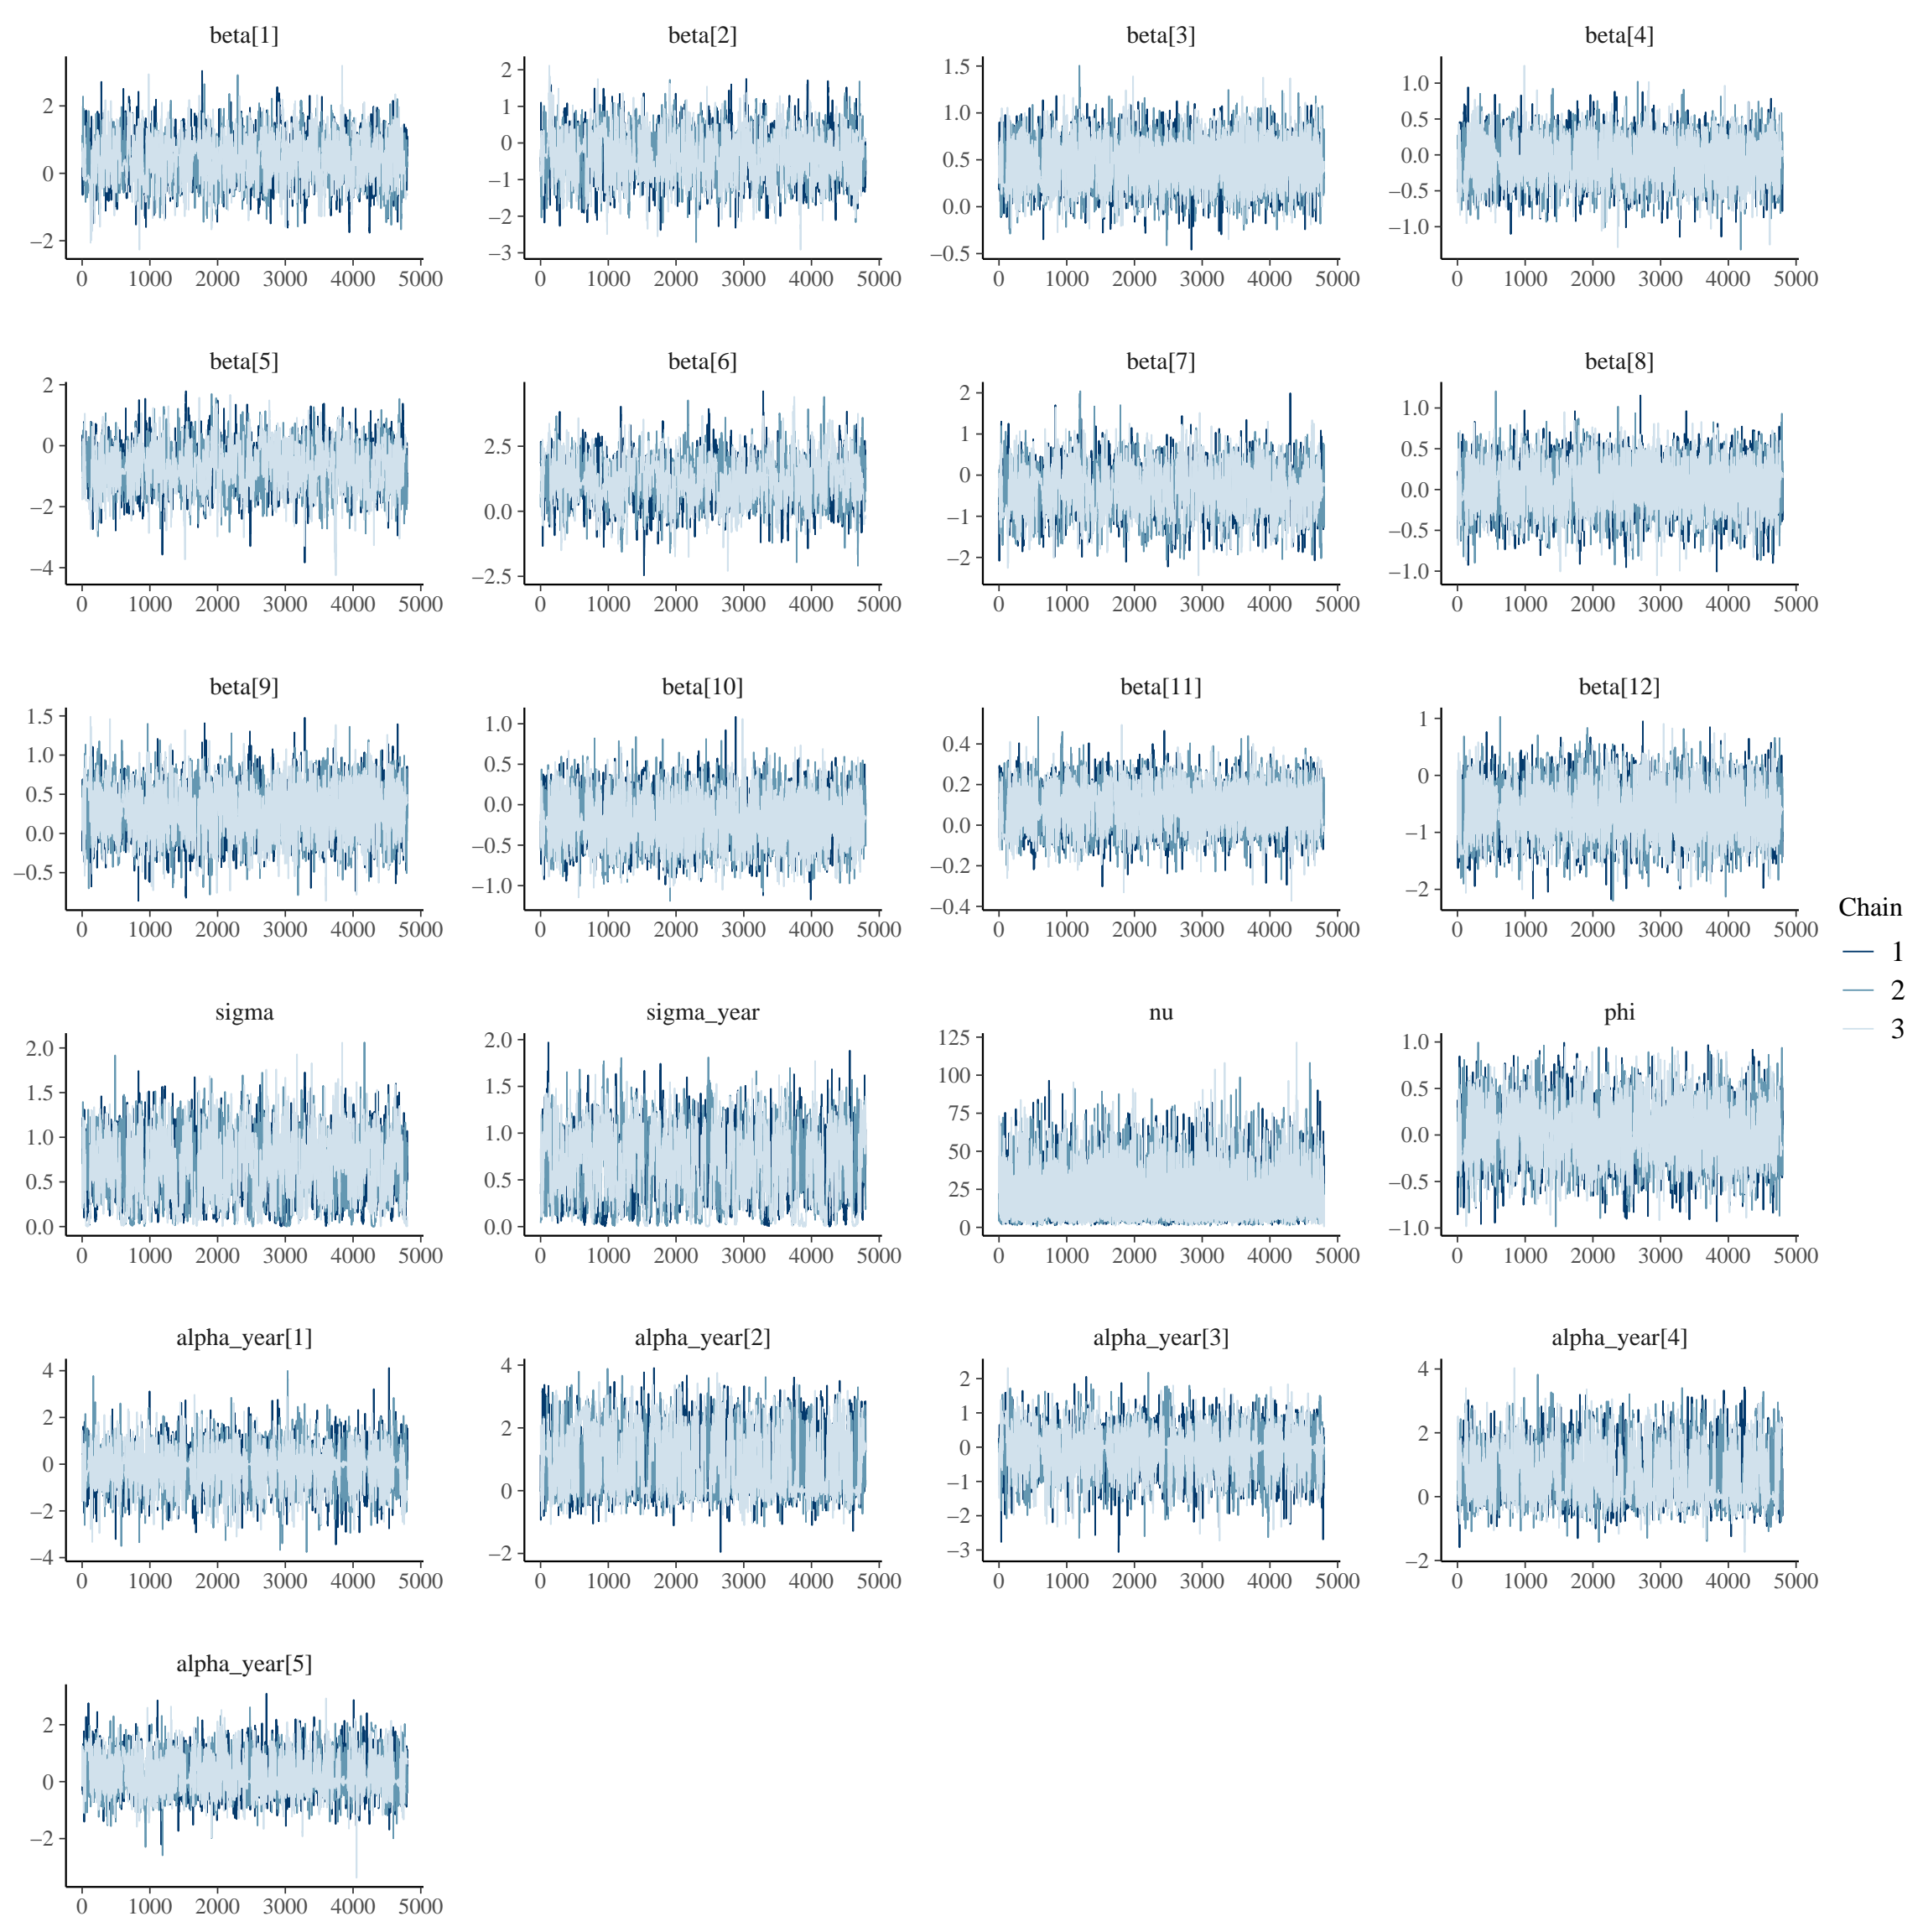 beta[1] beta[2] beta[3] beta[4]
2 0 −2
2 1 0 −1 −2 −3
1.5 1.0 0.5 0.0 −0.5
1.0 0.5 0.0 −0.5 −1.0
0 1000 2000 3000 4000 5000 0 1000 2000 3000 4000 5000 0 1000 2000 3000 4000 5000 0 1000 2000 3000 4000 5000
beta[5] beta[6] beta[7] beta[8]
2 0 −2 −4
2.5 0.0 −2.5
2 1 0 −1 −2
1.0 0.5 0.0 −0.5 −1.0
0 1000 2000 3000 4000 5000 0 1000 2000 3000 4000 5000 0 1000 2000 3000 4000 5000 0 1000 2000 3000 4000 5000
beta[9] beta[10] beta[11] beta[12]
1.5 1.0 0.5 0.0 −0.5
1.0 0.5 0.0 −0.5 −1.0
0.4 0.2 0.0 −0.2 −0.4
1 0 −1 −2
0 1000 2000 3000 4000 5000 0 1000 2000 3000 4000 5000 0 1000 2000 3000 4000 5000 0 1000 2000 3000 4000 5000
sigma sigma_year nu phi
2.0 1.5 1.0 0.5 0.0
2.0 1.5 1.0 0.5 0.0
125 100 75 50 25 0
1.0 0.5 0.0 −0.5 −1.0
0 1000 2000 3000 4000 5000 0 1000 2000 3000 4000 5000 0 1000 2000 3000 4000 5000 0 1000 2000 3000 4000 5000
alpha_year[1] alpha_year[2] alpha_year[3] alpha_year[4]
4 2 0 −2 −4
4 2 0 −2
2 1 0 −1 −2 −3
4 2 0 −2
0 1000 2000 3000 4000 5000 0 1000 2000 3000 4000 5000 0 1000 2000 3000 4000 5000 0 1000 2000 3000 4000 5000
alpha_year[5]
2 0 −2
0 1000 2000 3000 4000 5000
Chain
1
2
3